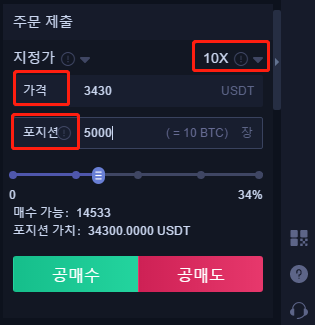 주문 제출
지정가 10X
가격 3430 USDT
포지션 5000 ( = 10 BTC) 장
0 34%
매수 가능: 14533
포지션 가치: 34300.0000 USDT
공매수 공매도